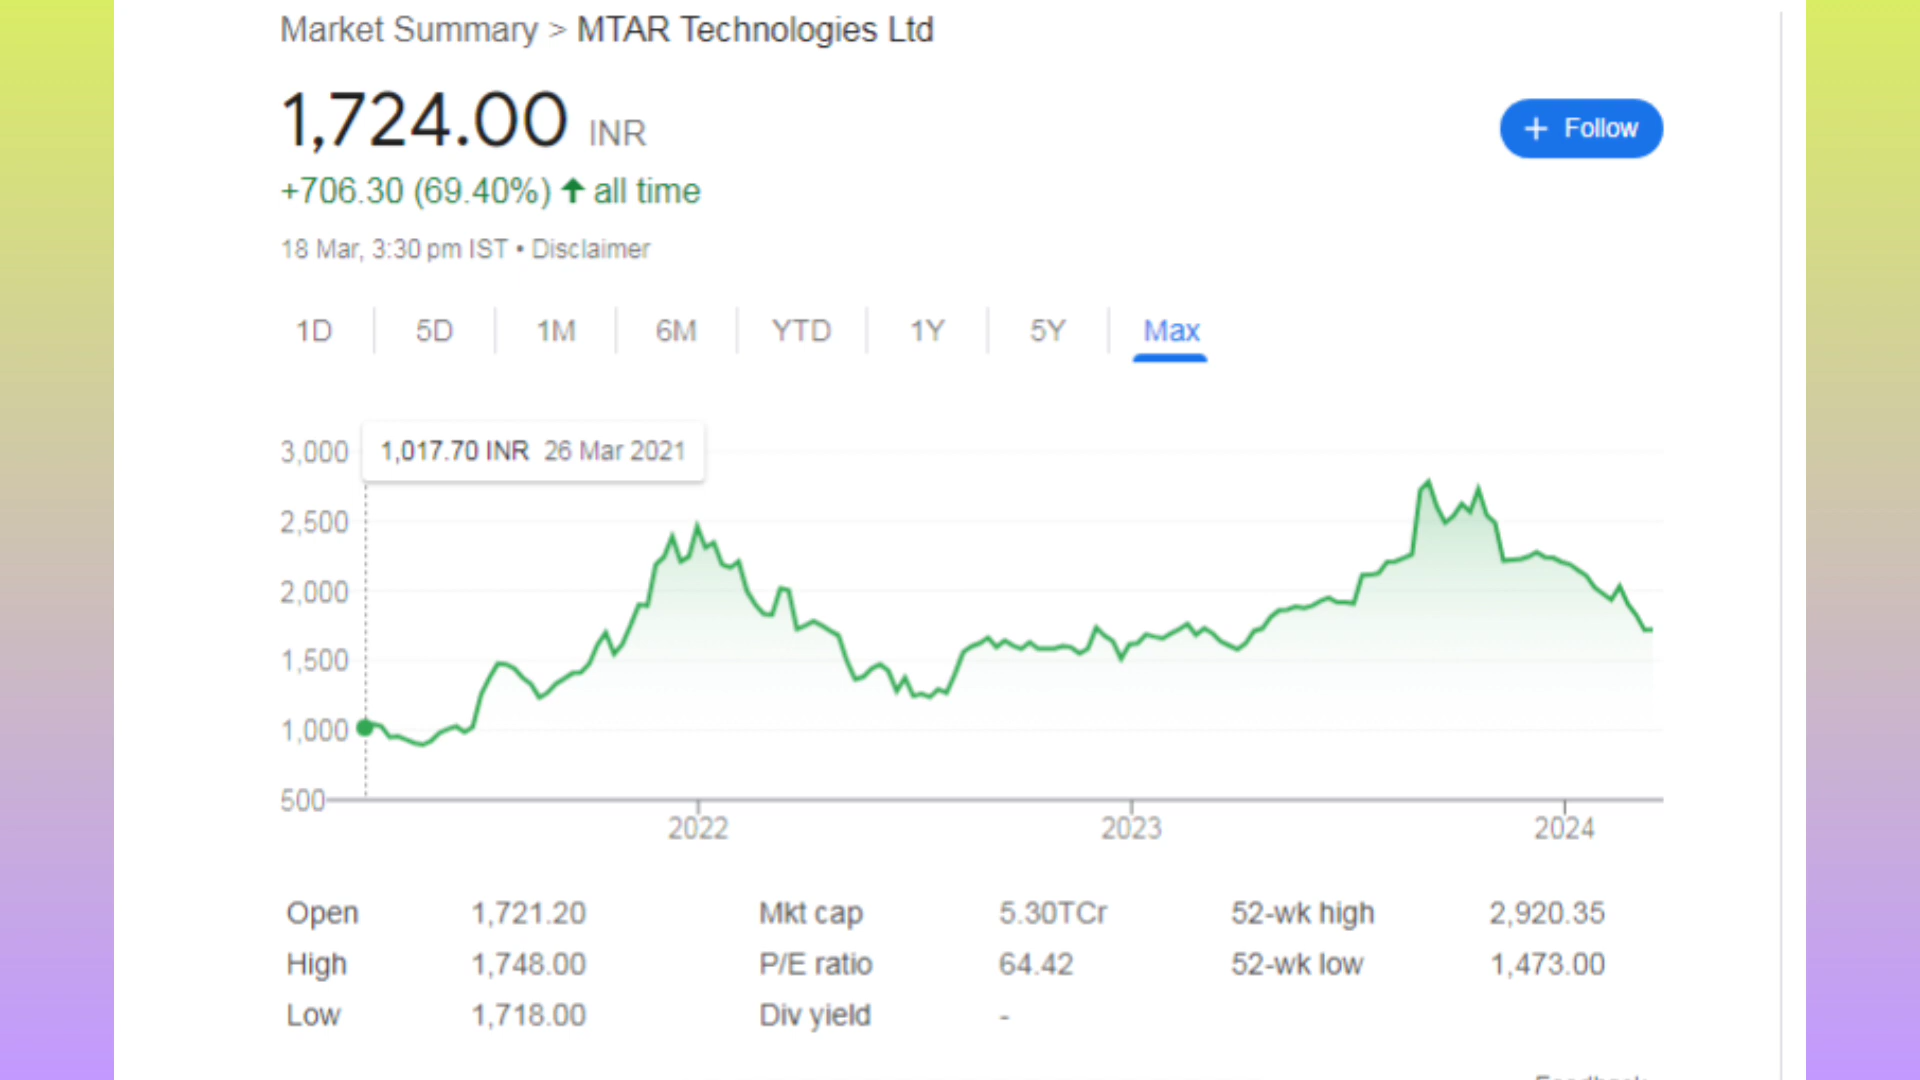 Market Summary > MTAR Technologies Ltd
1,724.00 INR
+ Follow
+706.30 (69.40%) ↑ all time
18 Mar, 3:30 pm IST • Disclaimer
1D 5D 1M 6M YTD 1Y 5Y Max
1,017.70 INR 26 Mar 2021
3,000
2,500
2,000
1,500
1,000
500
2022 2023 2024
Open 1,721.20 Mkt cap 5.30TCr 52-wk high 2,920.35
High 1,748.00 P/E ratio 64.42 52-wk low 1,473.00
Low 1,718.00 Div yield -